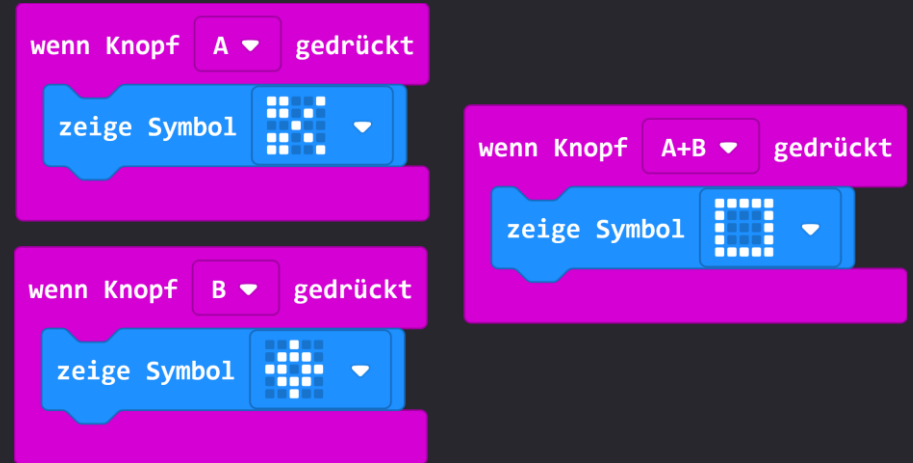 wenn Knopf A gedrückt
zeige Symbol
wenn Knopf B gedrückt
zeige Symbol
wenn Knopf A+B gedrückt
zeige Symbol